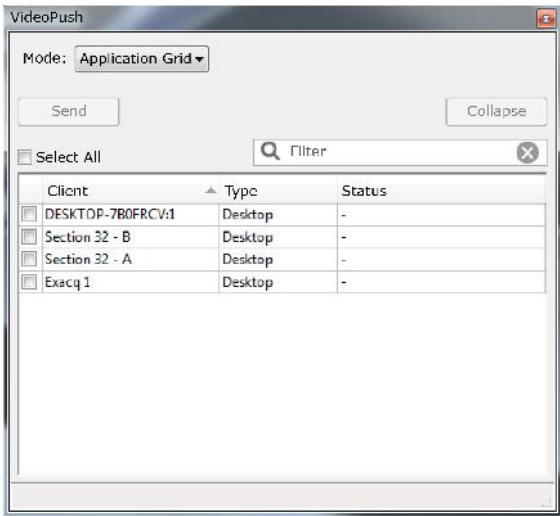 VideoPush
Mode: Application Grid
Send Collapse
Select All Filter
Client Type Status
DESKTOP-7B0FRCV:1 Desktop -
Section 32 - B Desktop -
Section 32 - A Desktop -
Exacq 1 Desktop -